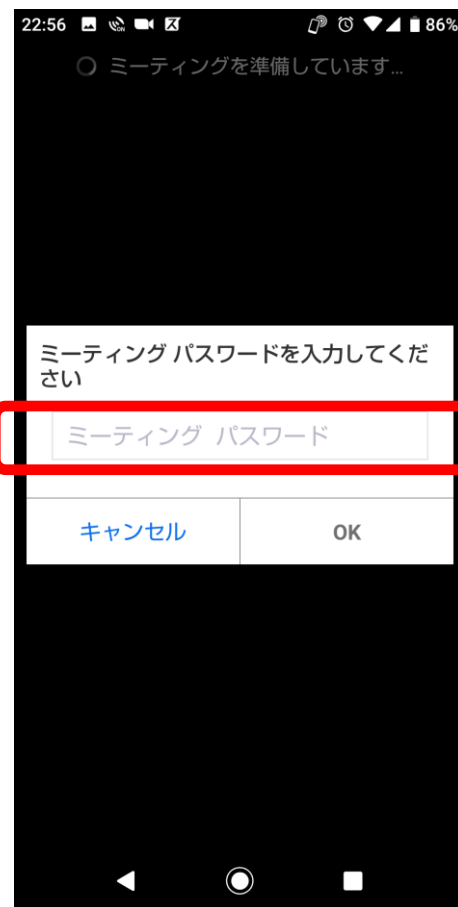 22:56 86%
ミーティングを準備しています...
ミーティング パスワードを入力してくだ
さい
ミーティング パスワード
キャンセル OK